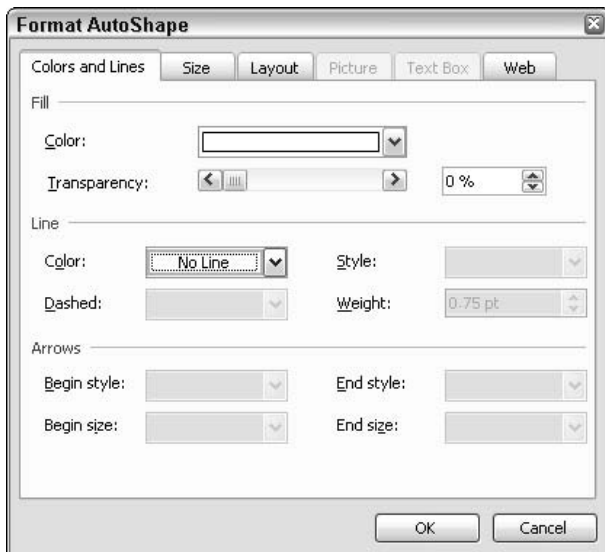 Format AutoShape
Colors and Lines Size Layout Picture Text Box Web
Fill
Color:
Transparency: 0 %
Line
Color: No Line Style:
Dashed: Weight: 0.75 pt
Arrows
Begin style: End style:
Begin size: End size:
OK Cancel